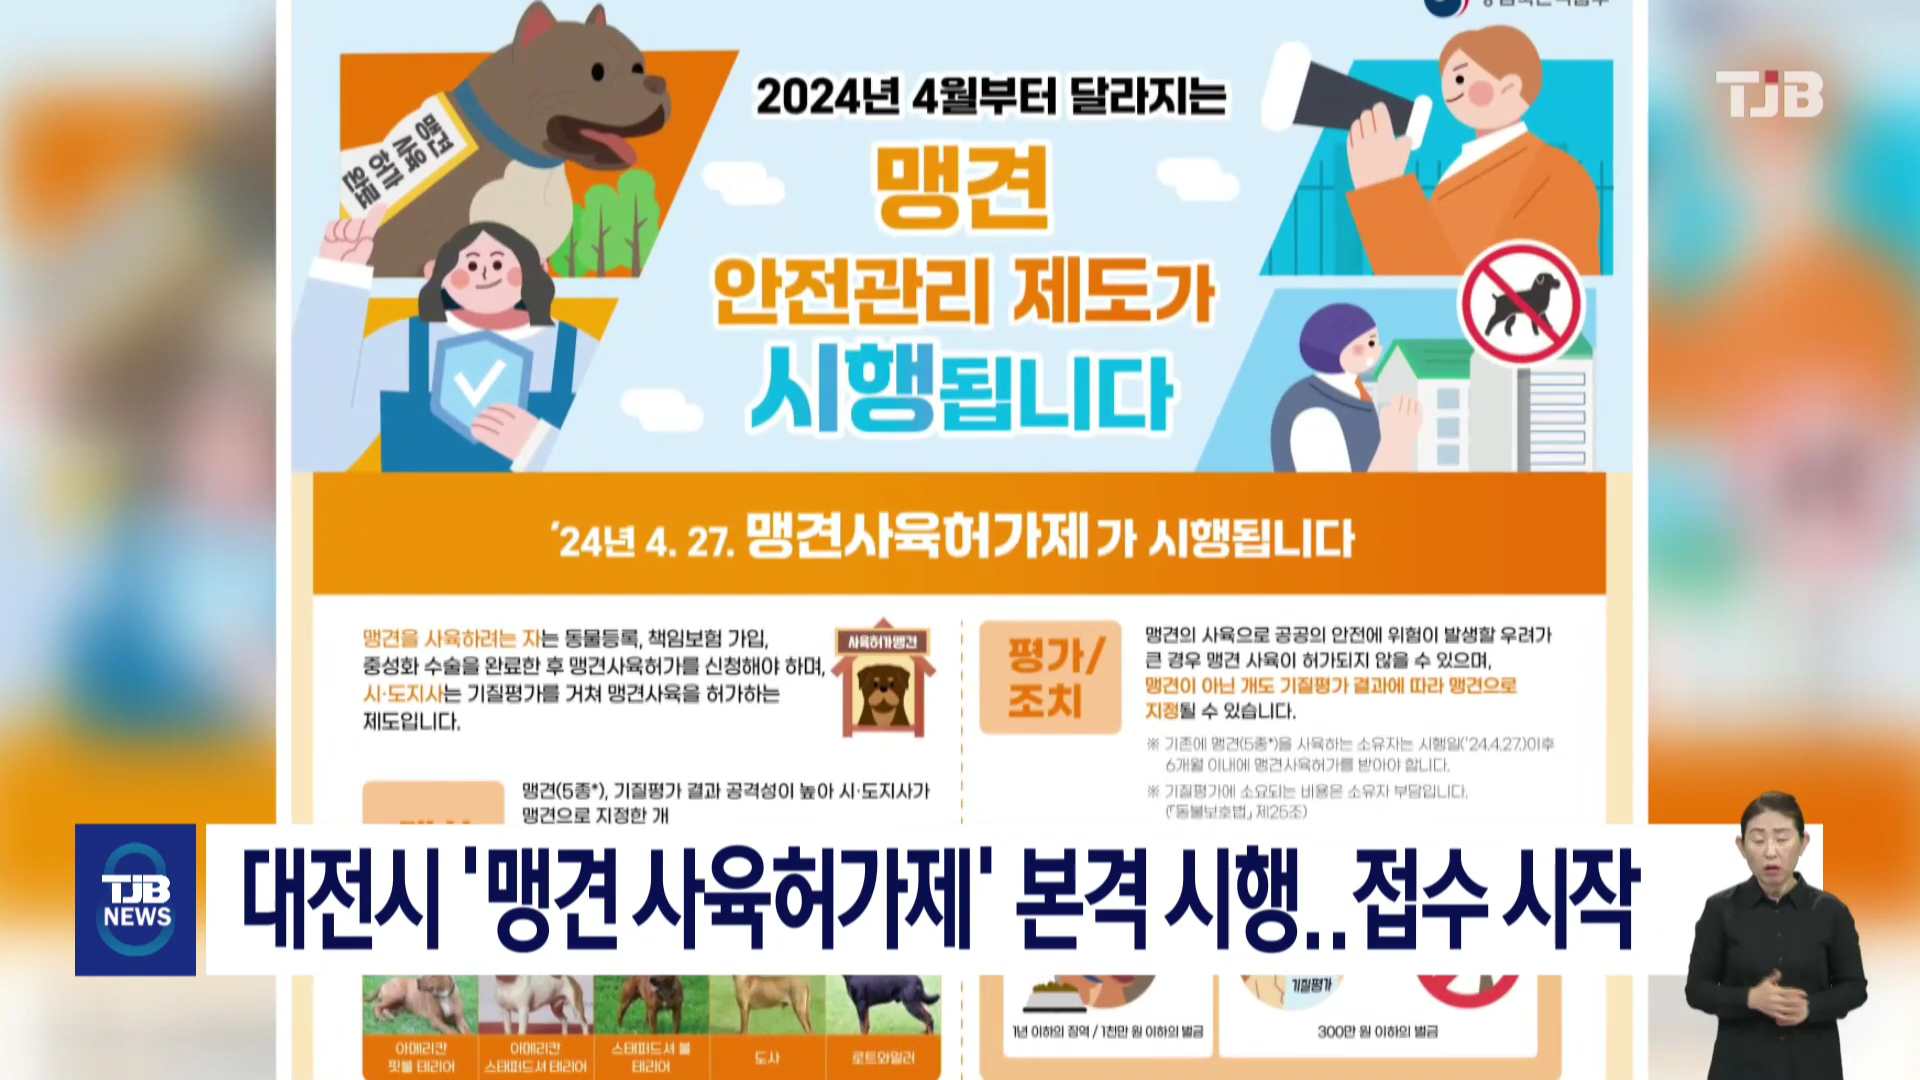 TJB
2024년 4월부터 달라지는
맹견
안전관리 제도가
시행됩니다
맹견
사육
허가
완료
'24년 4. 27. 맹견사육허가제가 시행됩니다
맹견을 사육하려는 자는 동물등록, 책임보험 가입,
중성화 수술을 완료한 후 맹견사육허가를 신청해야 하며,
시·도지사는 기질평가를 거쳐 맹견사육을 허가하는
제도입니다.
사육허가맹견
맹견(5종*), 기질평가 결과 공격성이 높아 시·도지사가
맹견으로 지정한 개
평가/
조치
맹견의 사육으로 공공의 안전에 위험이 발생할 우려가
큰 경우 맹견 사육이 허가되지 않을 수 있으며,
맹견이 아닌 개도 기질평가 결과에 따라 맹견으로
지정될 수 있습니다.
※ 기존에 맹견(5종*)을 사육하는 소유자는 시행일('24.4.27.)이후
6개월 이내에 맹견사육허가를 받아야 합니다.
※ 기질평가에 소요되는 비용은 소유자 부담입니다.
(「동물보호법」 제25조)
TJB
NEWS
대전시 '맹견 사육허가제' 본격 시행..접수 시작
아메리칸
핏불 테리어
아메리칸
스태퍼드셔 테리어
스태퍼드셔 불
테리어
도사
로트와일러
기질평가
1년 이하의 징역 / 1천만 원 이하의 벌금
300만 원 이하의 벌금